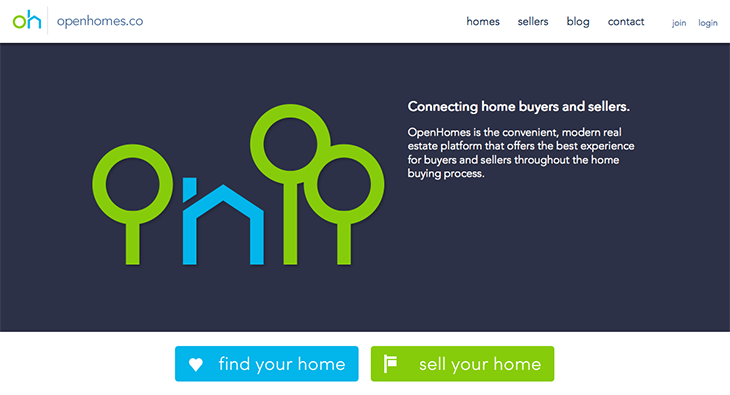 oh openhomes.co homes sellers blog contact join login
Connecting home buyers and sellers.
OpenHomes is the convenient, modern real
estate platform that offers the best experience
for buyers and sellers throughout the home
buying process.
find your home sell your home